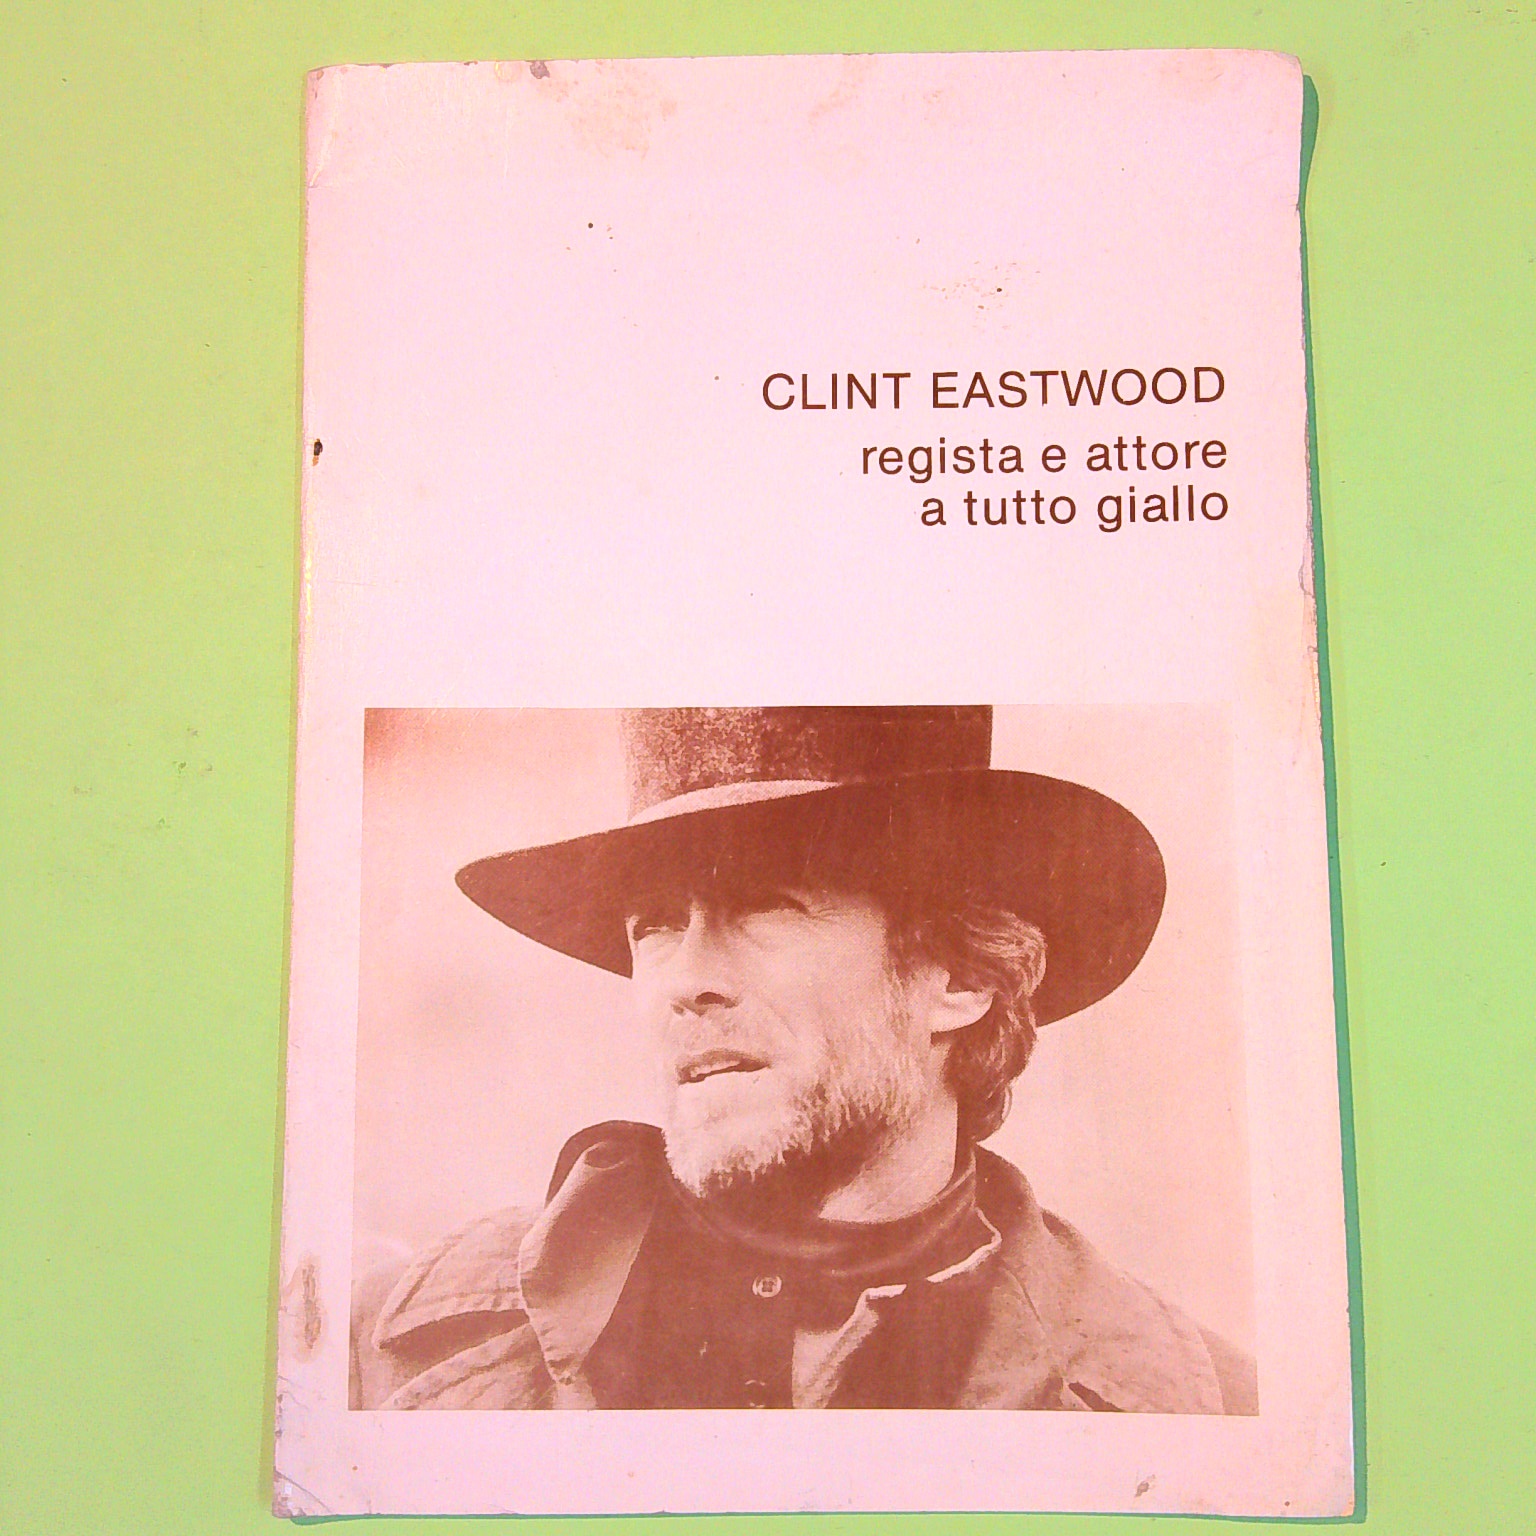 CLINT EASTWOOD
regista e attore
a tutto giallo